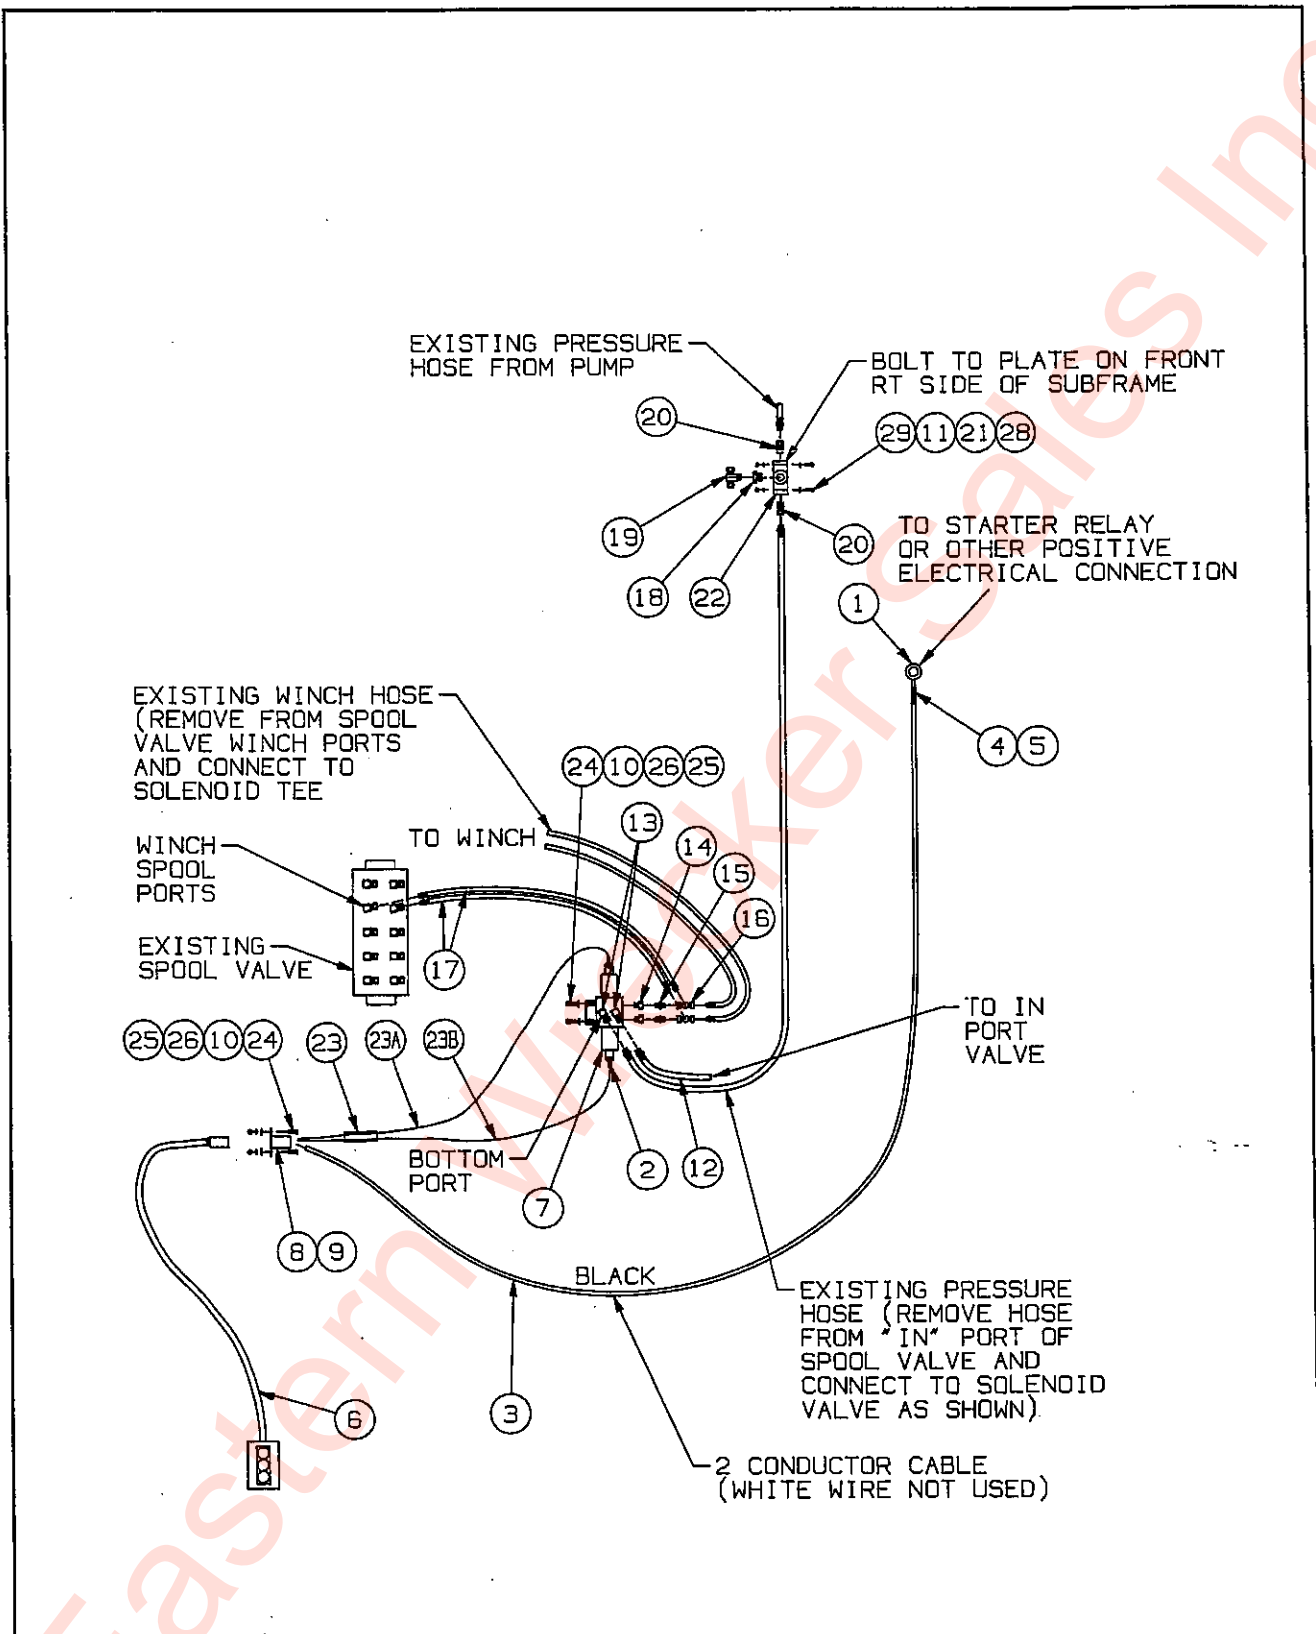 EXISTING PRESSURE
HOSE FROM PUMP
BOLT TO PLATE ON FRONT
RT SIDE OF SUBFRAME
20
29 11 21 28
19
18
22
20
TO STARTER RELAY
OR OTHER POSITIVE
ELECTRICAL CONNECTION
1
4 5
EXISTING WINCH HOSE
(REMOVE FROM SPOOL
VALVE WINCH PORTS
AND CONNECT TO
SOLENOID TEE
24 10 26 25
TO WINCH
13
14
15
16
WINCH
SPOOL
PORTS
EXISTING
SPOOL VALVE
17
TO IN
PORT
VALVE
25 26 10 24
23
23A
23B
BOTTOM
PORT
2
12
7
8 9
BLACK
EXISTING PRESSURE
HOSE (REMOVE HOSE
FROM "IN" PORT OF
SPOOL VALVE AND
CONNECT TO SOLENOID
VALVE AS SHOWN)
6
3
2 CONDUCTOR CABLE
(WHITE WIRE NOT USED)
Eastern Wrecker Sales Inc